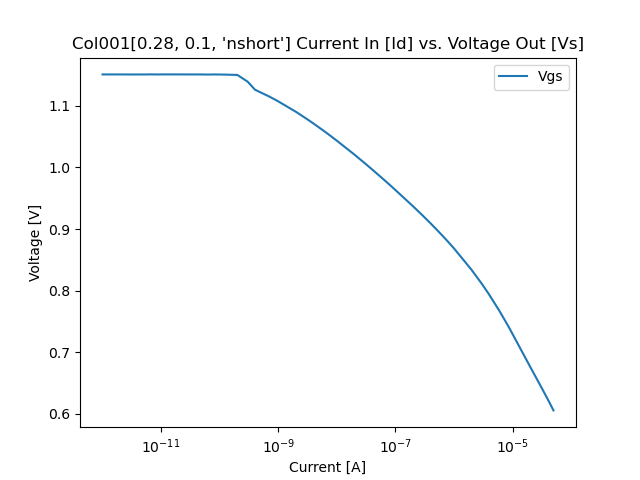 Col001[0.28, 0.1, 'nshort'] Current In [Id] vs. Voltage Out [Vs]
Vgs
1.1
1.0
0.9
0.8
0.7
0.6
Voltage [V]
10⁻¹¹
10⁻⁹
10⁻⁷
10⁻⁵
Current [A]